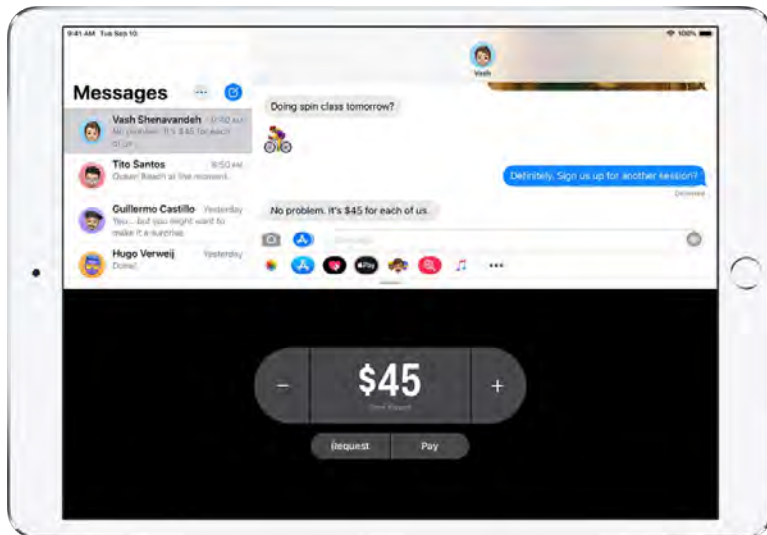 9:41 AM Tue Sep 10
100%
Vash
Messages
Doing spin class tomorrow?
Vash Shenavandeh 9:40 AM
No problem. It's $45 for each
of us.
Tito Santos 8:50 AM
Ocean Beach at the moment.
Definitely. Sign us up for another session?
Delivered
Guillermo Castillo Yesterday
You... but you might want to
make it a surprise.
No problem. It's $45 for each of us.
Hugo Verweij Yesterday
Done!
Pay
$45
Request
Pay